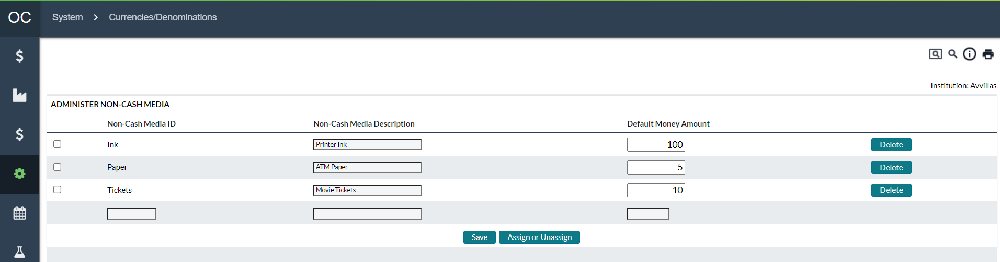 OC System > Currencies/Denominations
Institution: Avvillas
ADMINISTER NON-CASH MEDIA
Non-Cash Media ID Non-Cash Media Description Default Money Amount
Ink Printer Ink 100 Delete
Paper ATM Paper 5 Delete
Tickets Movie Tickets 10 Delete
Save Assign or Unassign